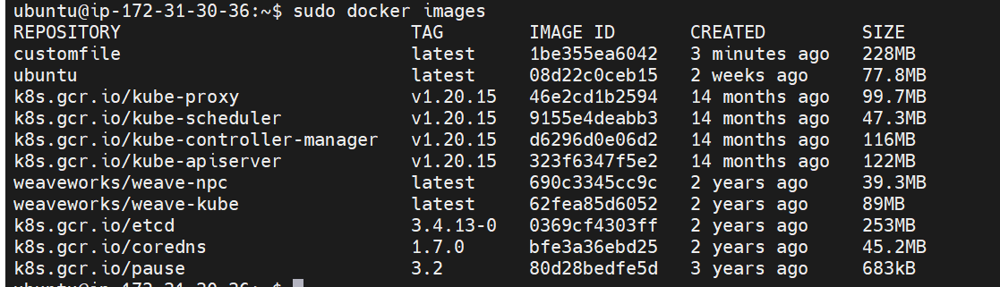 ubuntu@ip-172-31-30-36:~$ sudo docker images
REPOSITORY TAG IMAGE ID CREATED SIZE
customfile latest 1be355ea6042 3 minutes ago 228MB
ubuntu latest 08d22c0ceb15 2 weeks ago 77.8MB
k8s.gcr.io/kube-proxy v1.20.15 46e2cd1b2594 14 months ago 99.7MB
k8s.gcr.io/kube-scheduler v1.20.15 9155e4deabb3 14 months ago 47.3MB
k8s.gcr.io/kube-controller-manager v1.20.15 d6296d0e06d2 14 months ago 116MB
k8s.gcr.io/kube-apiserver v1.20.15 323f6347f5e2 14 months ago 122MB
weaveworks/weave-npc latest 690c3345cc9c 2 years ago 39.3MB
weaveworks/weave-kube latest 62fea85d6052 2 years ago 89MB
k8s.gcr.io/etcd 3.4.13-0 0369cf4303ff 2 years ago 253MB
k8s.gcr.io/coredns 1.7.0 bfe3a36ebd25 2 years ago 45.2MB
k8s.gcr.io/pause 3.2 80d28bedfe5d 3 years ago 683kB
ubuntu@ip-172-31-30-36:~$